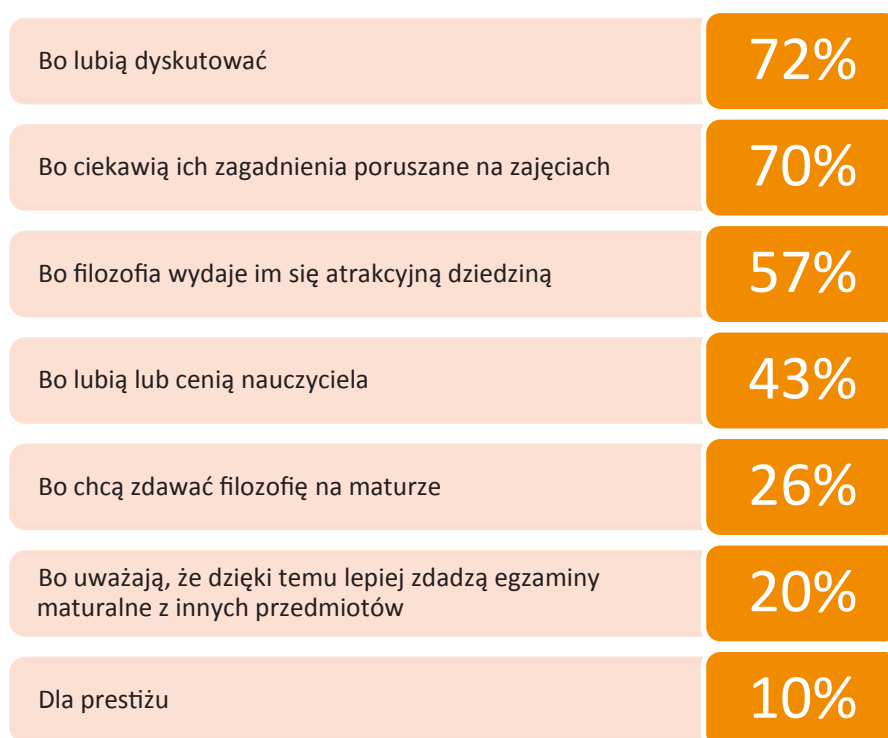 Bo lubią dyskutować 72%
Bo ciekawią ich zagadnienia poruszane na zajęciach 70%
Bo filozofia wydaje im się atrakcyjną dziedziną 57%
Bo lubią lub cenią nauczyciela 43%
Bo chcą zdawać filozofię na maturze 26%
Bo uważają, że dzięki temu lepiej zdadzą egzaminy
maturalne z innych przedmiotów 20%
Dla prestiżu 10%